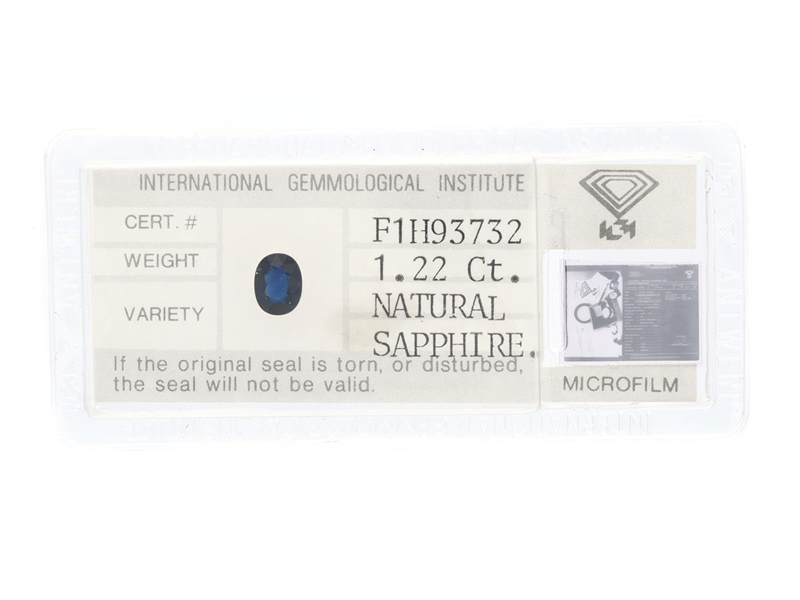 INTERNATIONAL GEMMOLOGICAL INSTITUTE
CERT. # F1H93732
WEIGHT 1.22 Ct.
VARIETY NATURAL
SAPPHIRE.
If the original seal is torn, or disturbed,
the seal will not be valid.
MICROFILM